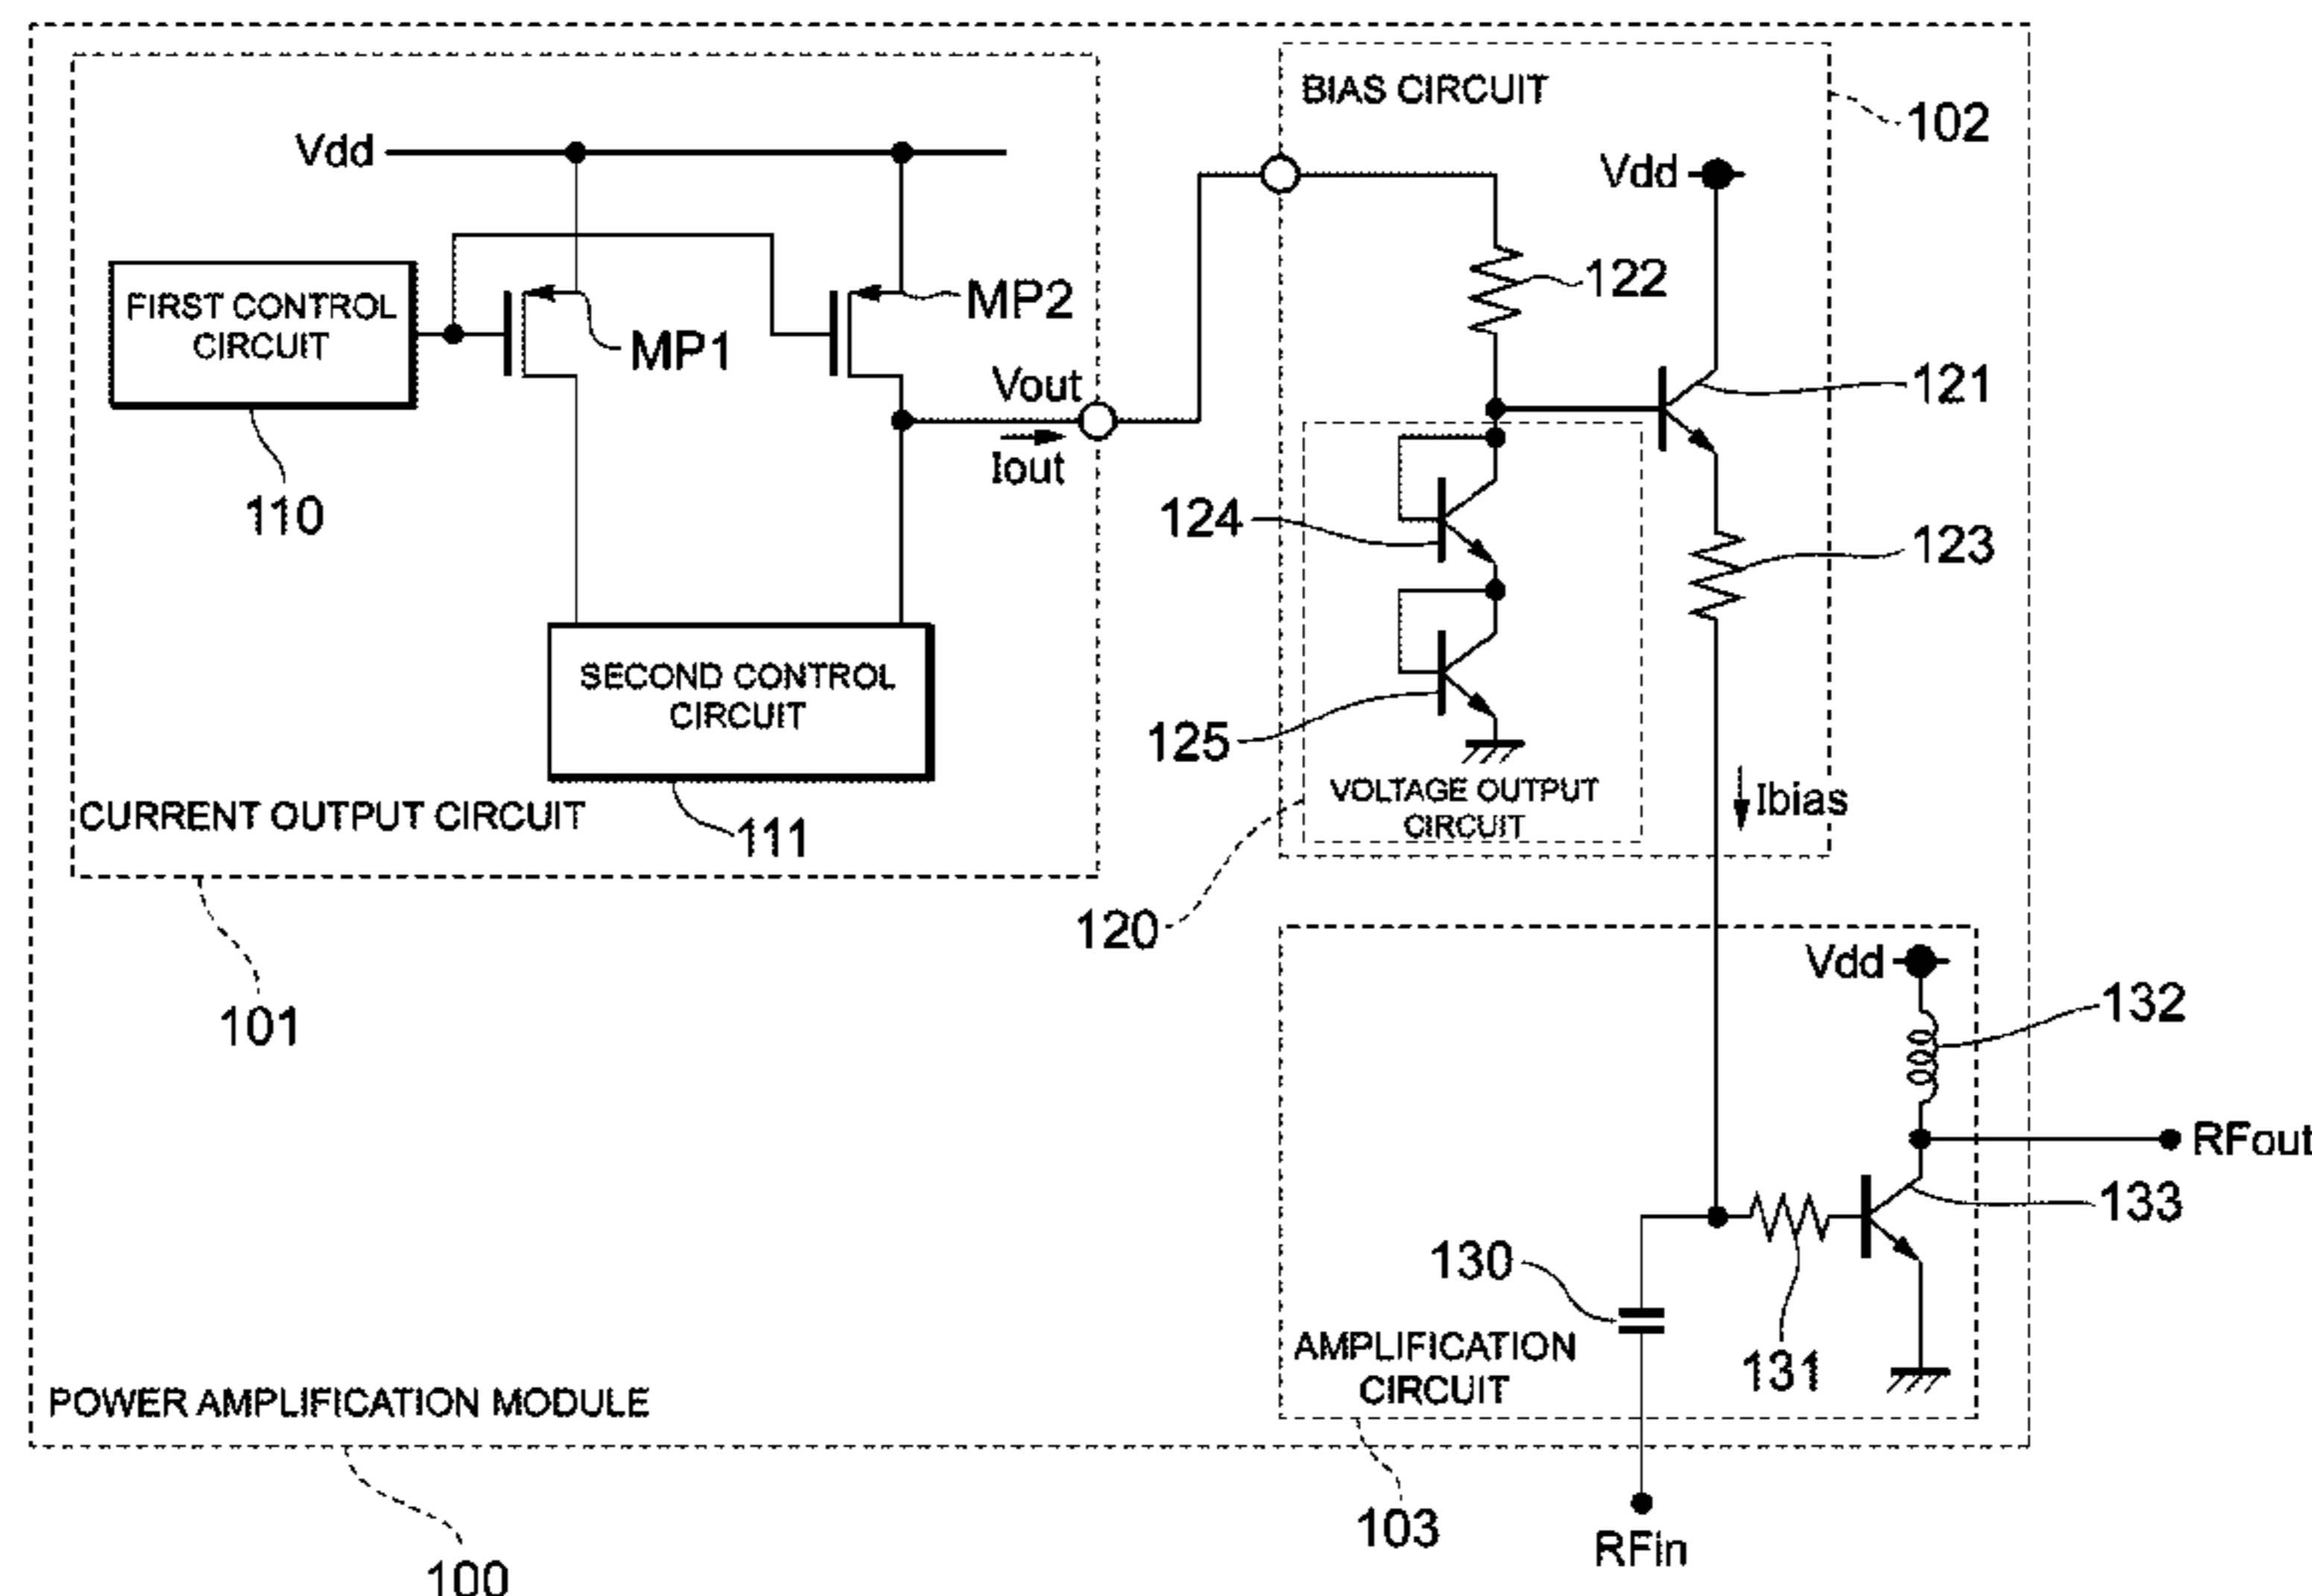 BIAS CIRCUIT
102
Vdd
Vdd
FIRST CONTROL
CIRCUIT
MP1
MP2
122
Vout
Iout
121
110
124
123
SECOND CONTROL
CIRCUIT
125
VOLTAGE OUTPUT
CIRCUIT
Ibias
CURRENT OUTPUT CIRCUIT
111
120
101
Vdd
132
RFout
133
130
131
AMPLIFICATION
CIRCUIT
POWER AMPLIFICATION MODULE
103
RFin
100